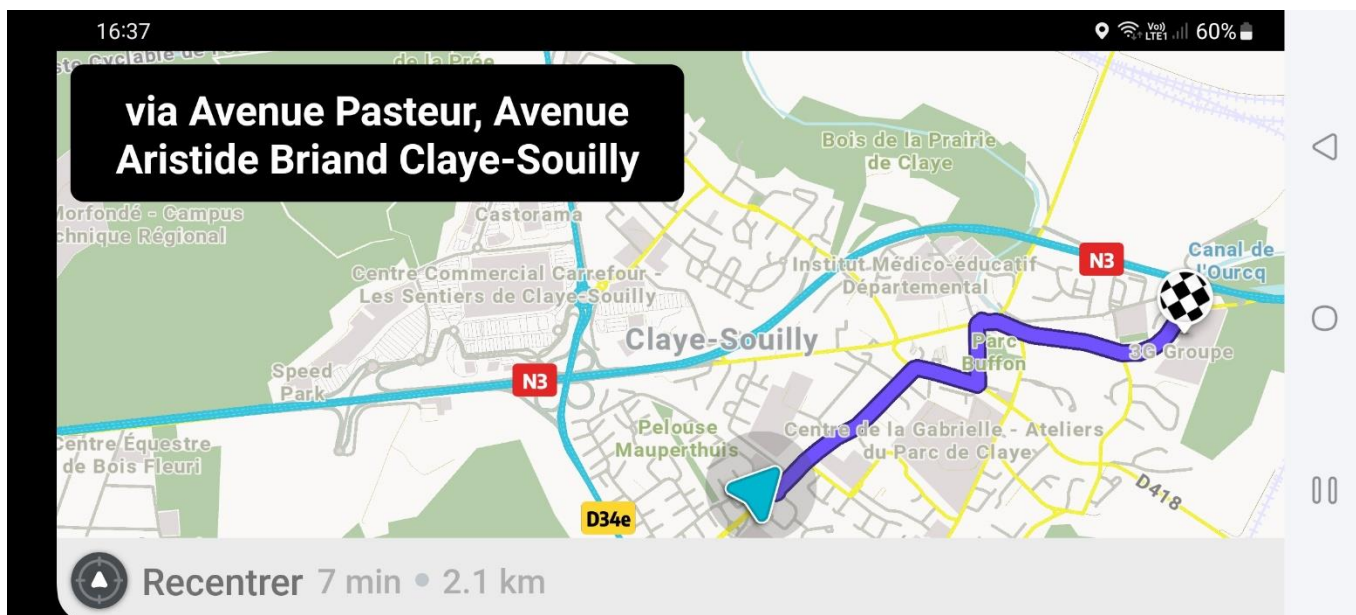 16:37
Vo))
LTE1
60%
de la Prée
via Avenue Pasteur, Avenue
Aristide Briand Claye-Souilly
Bois de la Prairie
de Claye
Morfondé - Campus
chnique Régional
Castorama
Canal de
l'Ourcq
N3
Institut Médico-éducatif
Départemental
Centre Commercial Carrefour -
Les Sentiers de Claye-Souilly
Claye-Souilly
Parc
Buffon
3G Groupe
Speed
Park
N3
Pelouse
Mauperthuis
Centre de la Gabrielle - Ateliers
du Parc de Claye
Centre Équestre
de Bois Fleuri
D418
D34e
Recentrer 7 min • 2.1 km